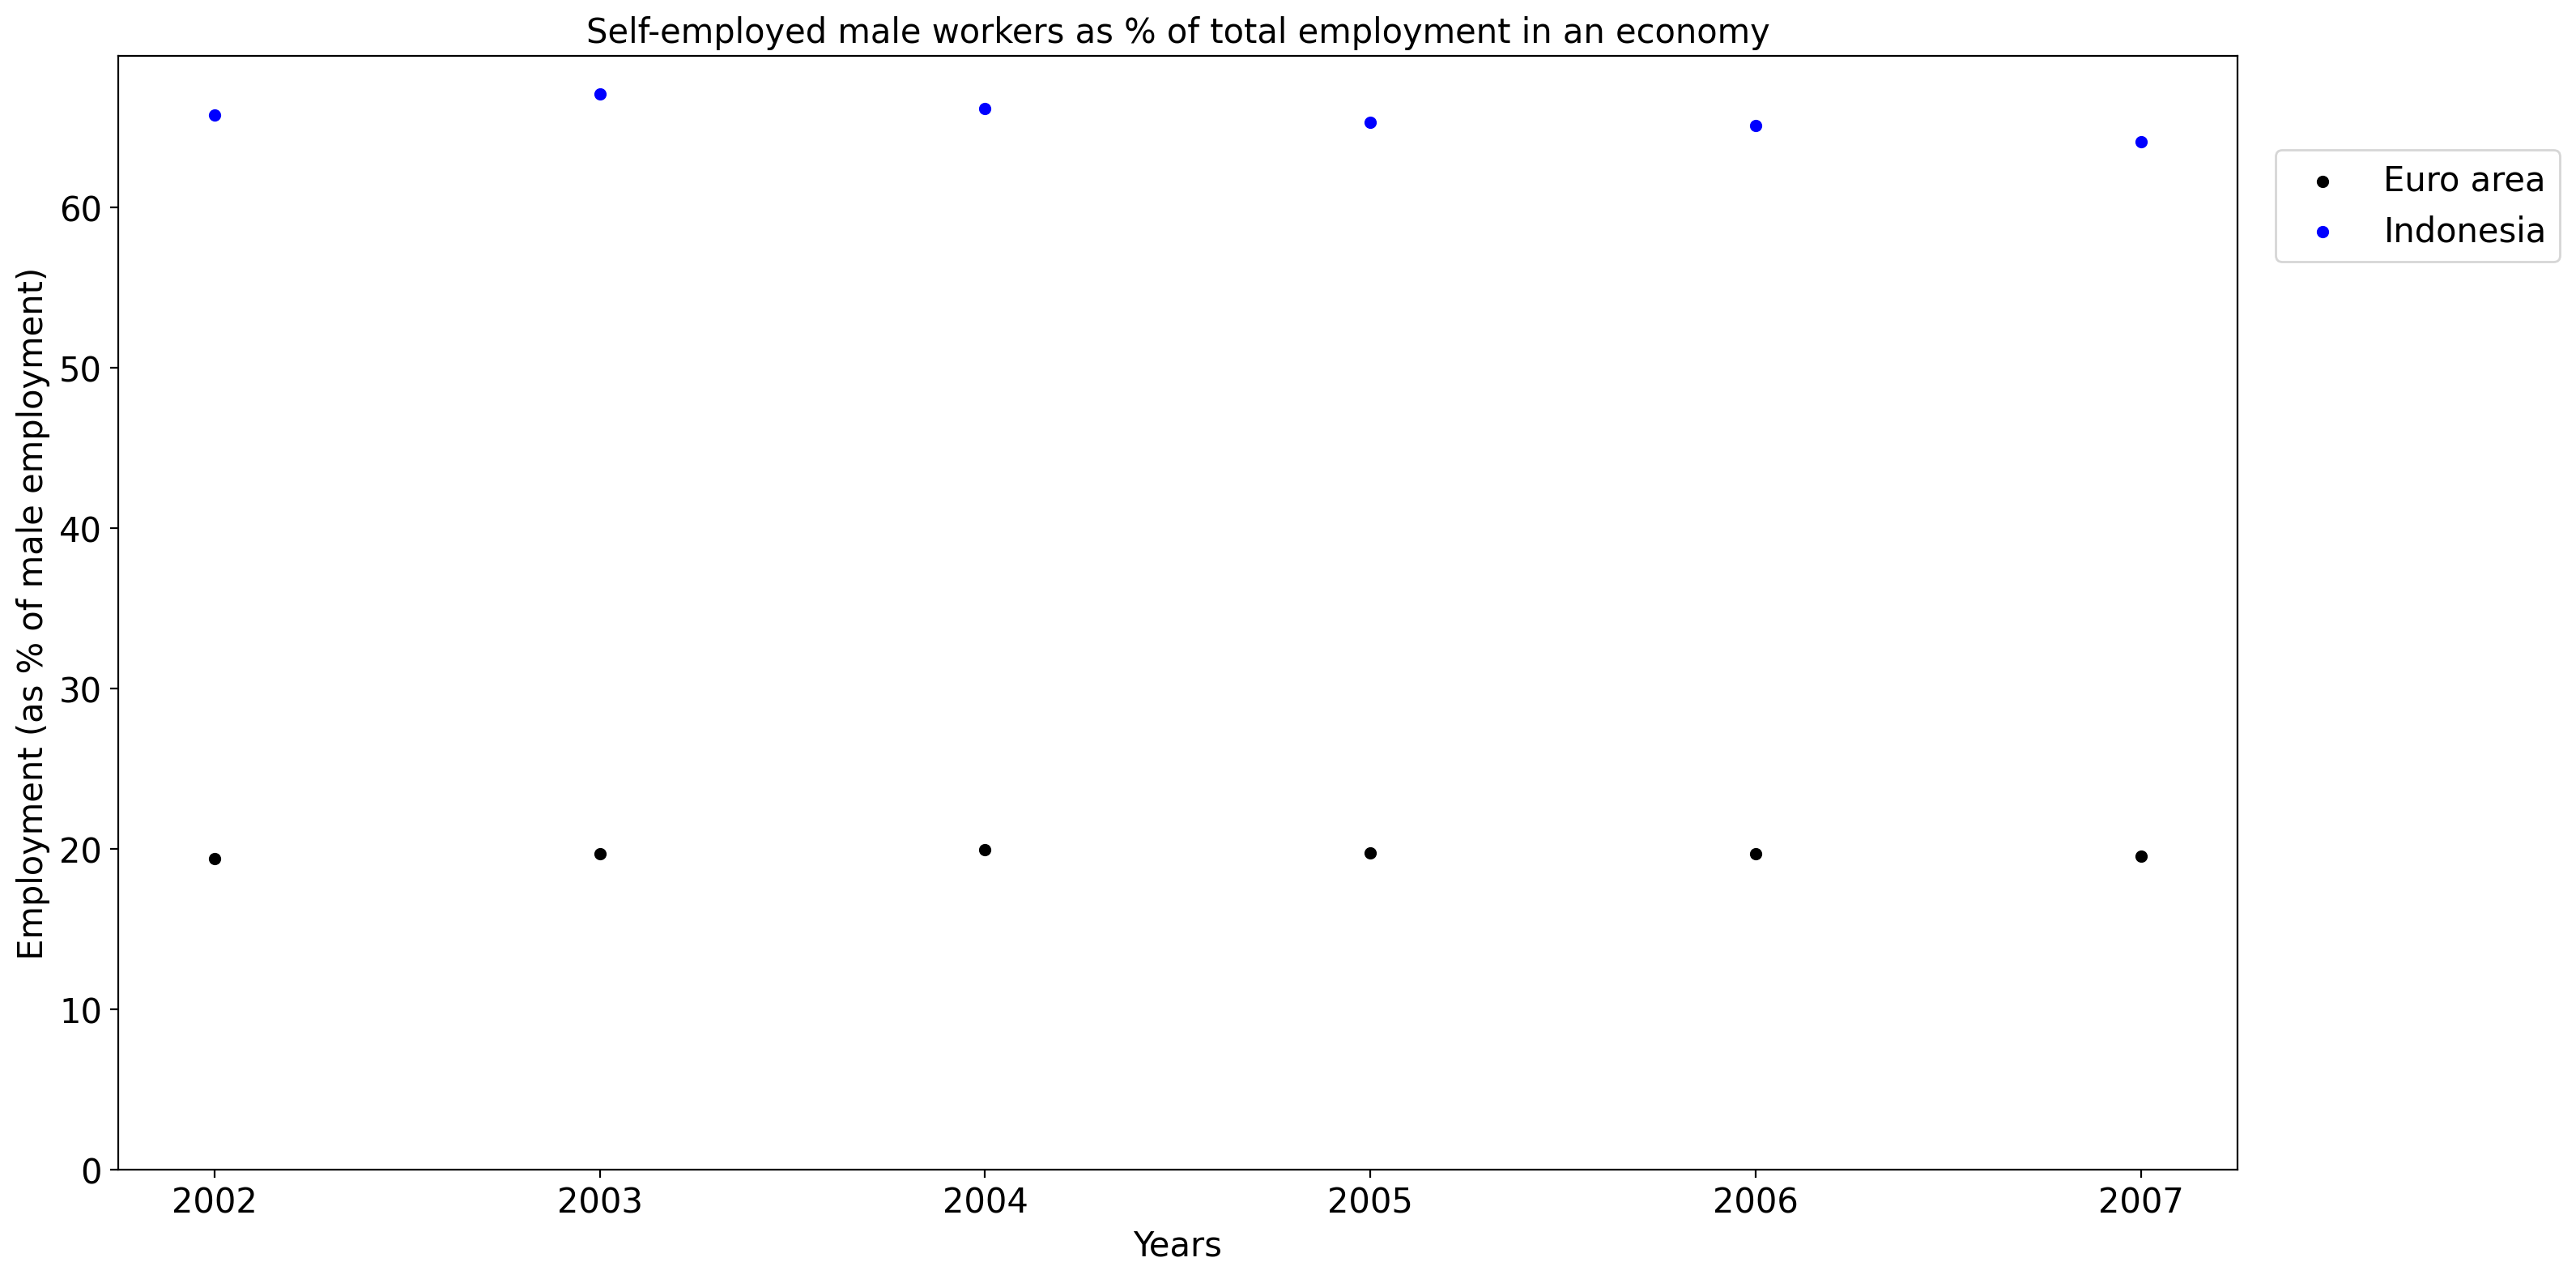 Self-employed male workers as % of total employment in an economy
Employment (as % of male employment)
60
50
40
30
20
10
0
2002 2003 2004 2005 2006 2007
Years
Euro area
Indonesia